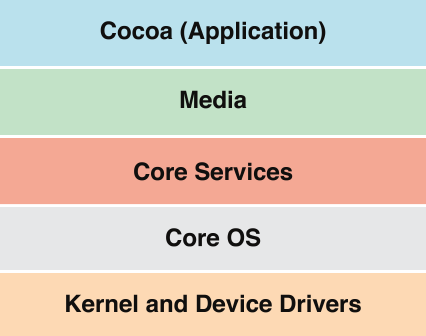 Cocoa (Application)
Media
Core Services
Core OS
Kernel and Device Drivers